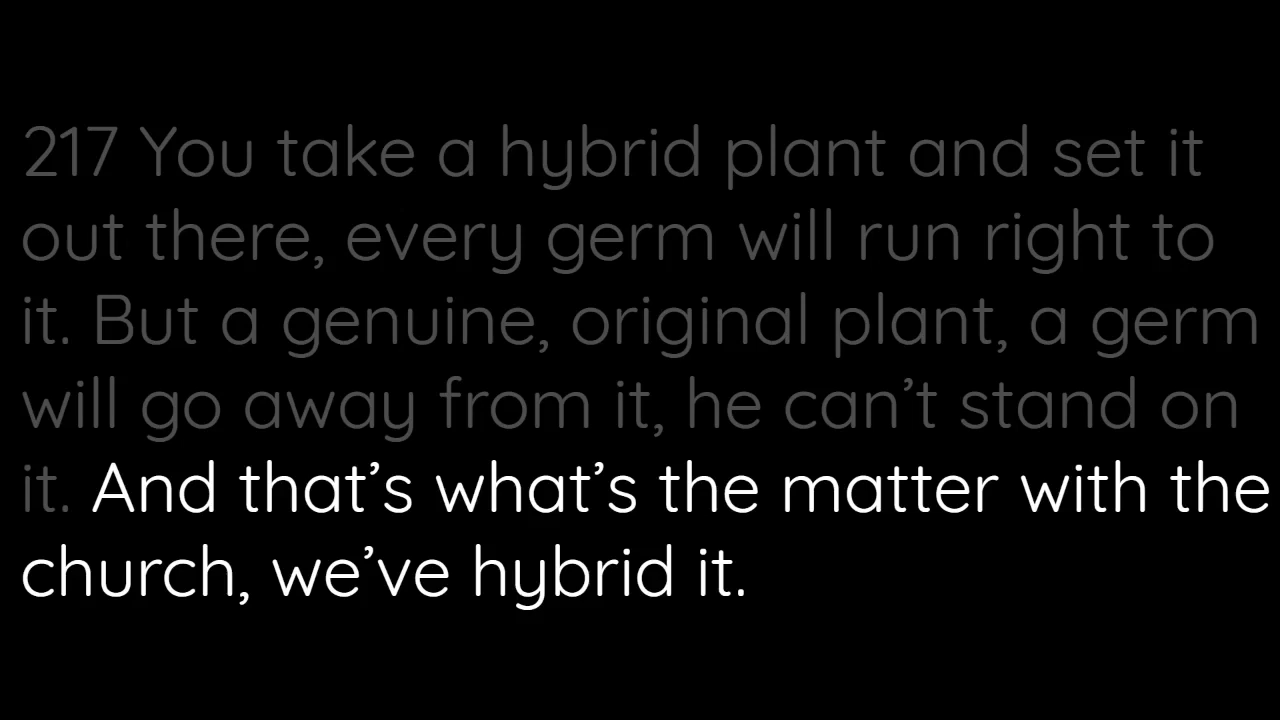 217 You take a hybrid plant and set it
out there, every germ will run right to
it. But a genuine, original plant, a germ
will go away from it, he can’t stand on
it. And that’s what’s the matter with the
church, we’ve hybrid it.